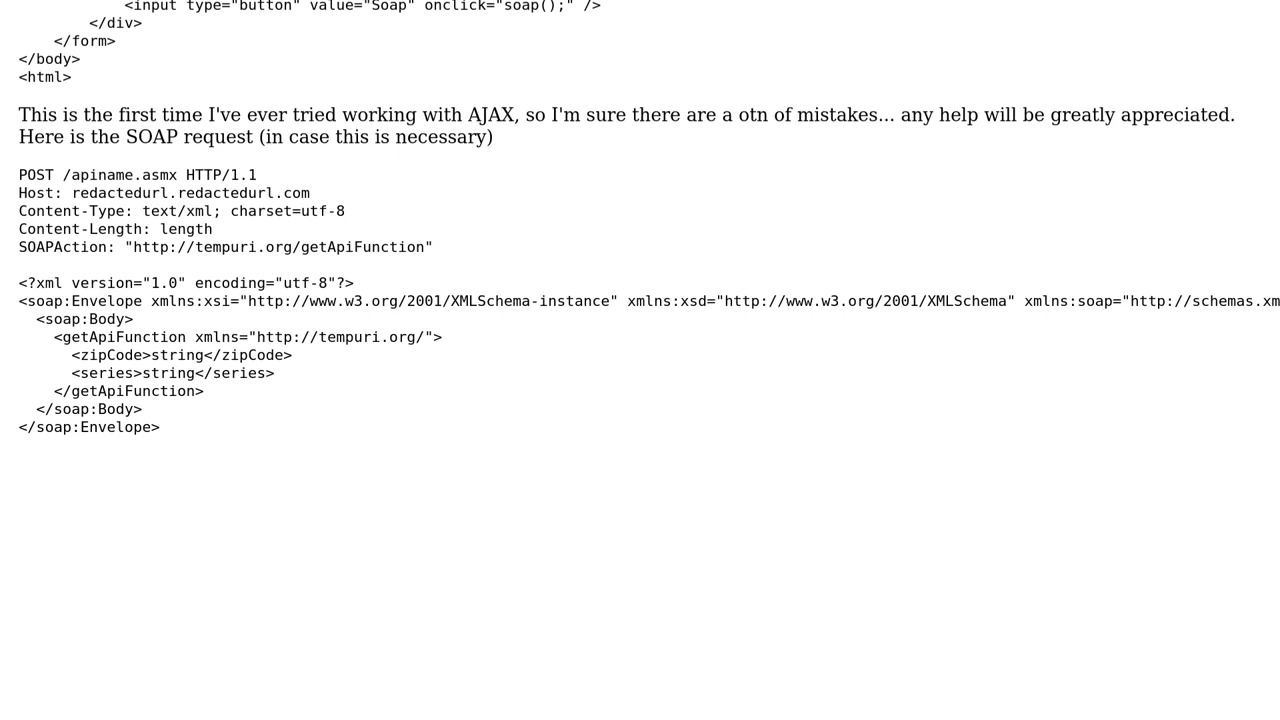 <input type="button" value="Soap" onclick="soap();" />
</div>
</form>
</body>
<html>
This is the first time I've ever tried working with AJAX, so I'm sure there are a otn of mistakes... any help will be greatly appreciated.
Here is the SOAP request (in case this is necessary)
POST /apiname.asmx HTTP/1.1
Host: redactedurl.redactedurl.com
Content-Type: text/xml; charset=utf-8
Content-Length: length
SOAPAction: "http://tempuri.org/getApiFunction"
<?xml version="1.0" encoding="utf-8"?>
<soap:Envelope xmlns:xsi="http://www.w3.org/2001/XMLSchema-instance" xmlns:xsd="http://www.w3.org/2001/XMLSchema" xmlns:soap="http://schemas.xm
<soap:Body>
<getApiFunction xmlns="http://tempuri.org/">
<zipCode>string</zipCode>
<series>string</series>
</getApiFunction>
</soap:Body>
</soap:Envelope>